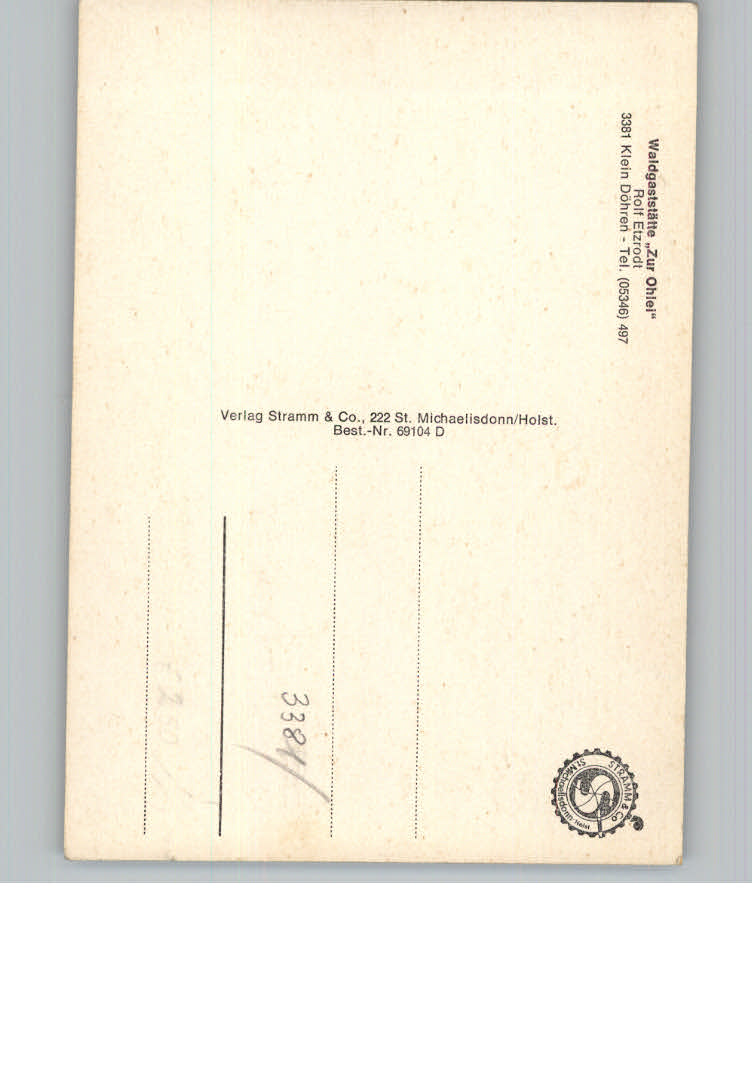 Waldgaststätte „Zur Ohlei“
Rolf Etzrodt
3381 Klein Döhren - Tel. (05346) 497
Verlag Stramm & Co., 222 St. Michaelisdonn/Holst.
Best.-Nr. 69104 D
3381
STRAMM & Co.
St Michaelisdonn Holst